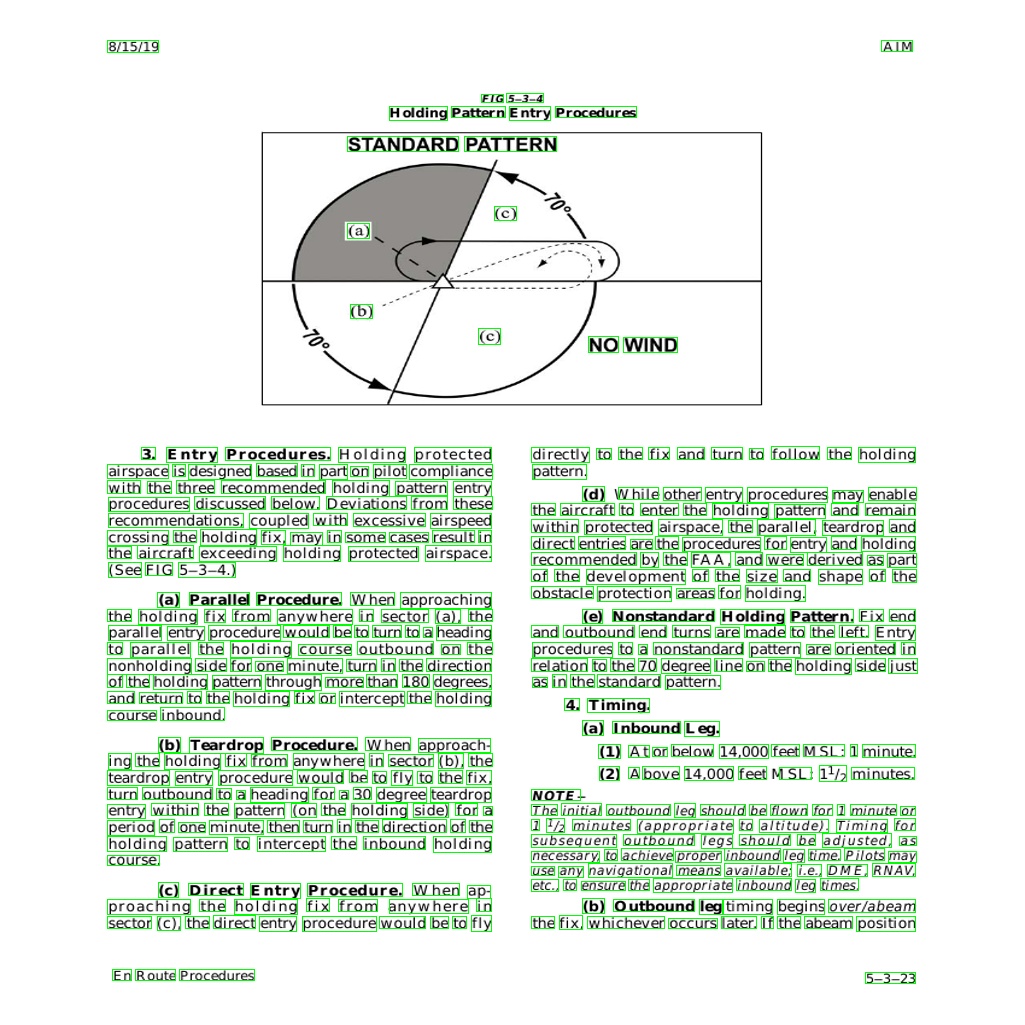 8/15/19
AIM
FIG 5–3–4
Holding Pattern Entry Procedures
STANDARD PATTERN
70°
(c)
(a)
(b)
(c)
70°
NO WIND
3. Entry Procedures. Holding protected
airspace is designed based in part on pilot compliance
with the three recommended holding pattern entry
procedures discussed below. Deviations from these
recommendations, coupled with excessive airspeed
crossing the holding fix, may in some cases result in
the aircraft exceeding holding protected airspace.
(See FIG 5–3–4.)
(a) Parallel Procedure. When approaching
the holding fix from anywhere in sector (a), the
parallel entry procedure would be to turn to a heading
to parallel the holding course outbound on the
nonholding side for one minute, turn in the direction
of the holding pattern through more than 180 degrees,
and return to the holding fix or intercept the holding
course inbound.
(b) Teardrop Procedure. When approach-
ing the holding fix from anywhere in sector (b), the
teardrop entry procedure would be to fly to the fix,
turn outbound to a heading for a 30 degree teardrop
entry within the pattern (on the holding side) for a
period of one minute, then turn in the direction of the
holding pattern to intercept the inbound holding
course.
(c) Direct Entry Procedure. When ap-
proaching the holding fix from anywhere in
sector (c), the direct entry procedure would be to fly
directly to the fix and turn to follow the holding
pattern.
(d) While other entry procedures may enable
the aircraft to enter the holding pattern and remain
within protected airspace, the parallel, teardrop and
direct entries are the procedures for entry and holding
recommended by the FAA, and were derived as part
of the development of the size and shape of the
obstacle protection areas for holding.
(e) Nonstandard Holding Pattern. Fix end
and outbound end turns are made to the left. Entry
procedures to a nonstandard pattern are oriented in
relation to the 70 degree line on the holding side just
as in the standard pattern.
4. Timing.
(a) Inbound Leg.
(1) At or below 14,000 feet MSL: 1 minute.
(2) Above 14,000 feet MSL: 1 1/2 minutes.
NOTE–
The initial outbound leg should be flown for 1 minute or
1 1/2 minutes (appropriate to altitude). Timing for
subsequent outbound legs should be adjusted, as
necessary, to achieve proper inbound leg time. Pilots may
use any navigational means available; i.e., DME, RNAV,
etc., to ensure the appropriate inbound leg times.
(b) Outbound leg timing begins over/abeam
the fix, whichever occurs later. If the abeam position
En Route Procedures
5–3–23